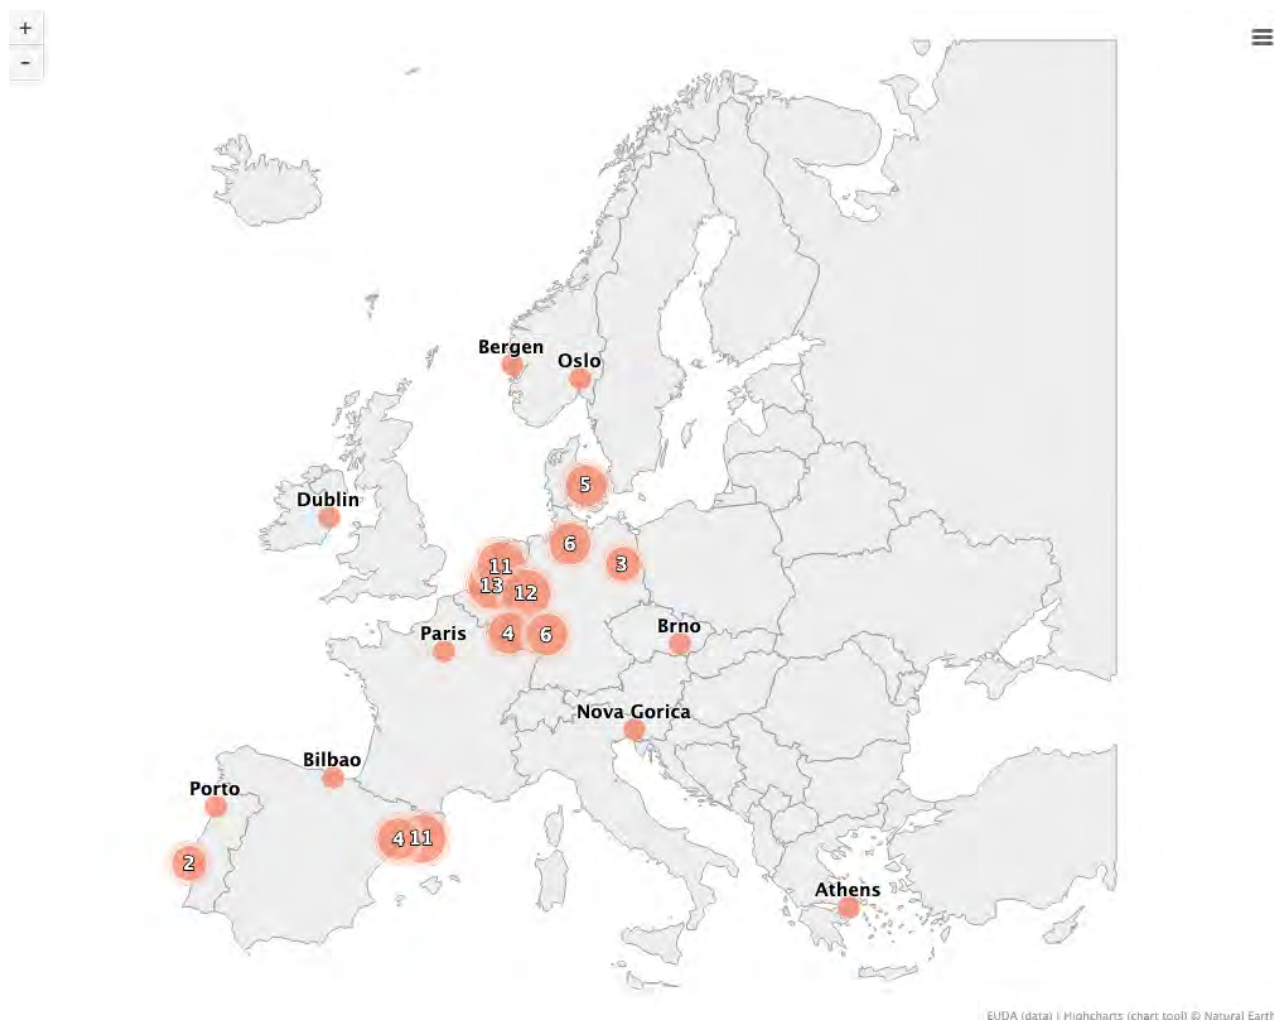 +
-
Bergen
Oslo
5
Dublin
6
11
3
13
12
Paris
4
6
Brno
Nova Gorica
Bilbao
Porto
4
11
2
Athens
EUDA (data) | Highcharts (chart tool) © Natural Earth